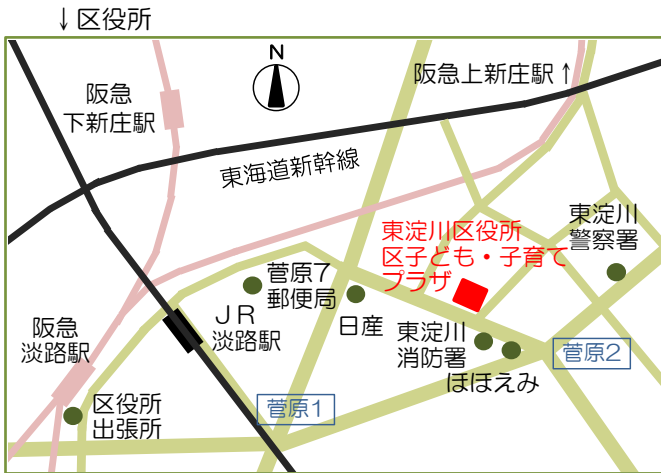 ↓区役所
N
阪急上新庄駅↑
阪急
下新庄駅
東海道新幹線
東淀川区役所
区子ども・子育て
プラザ
東淀川
警察署
菅原7
郵便局
JR
淡路駅
日産
東淀川
消防署
ほほえみ
菅原2
阪急
淡路駅
菅原1
区役所
出張所